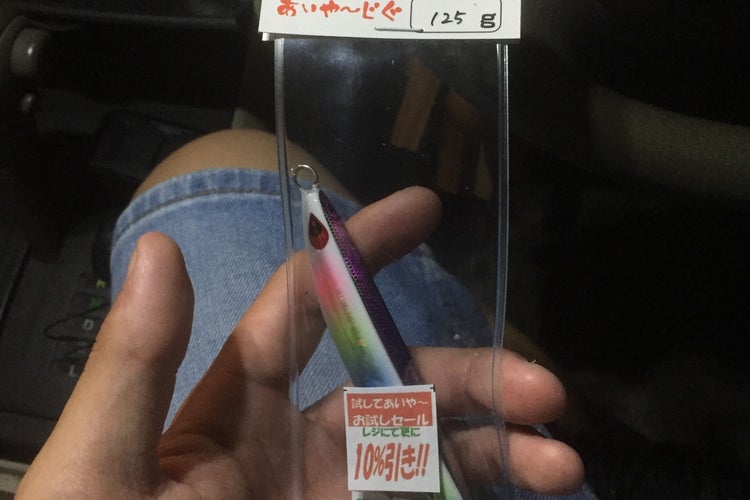 あいや〜じぐ
125 g
試してあいや〜
お試しセール
レジにて更に
10%引き!!